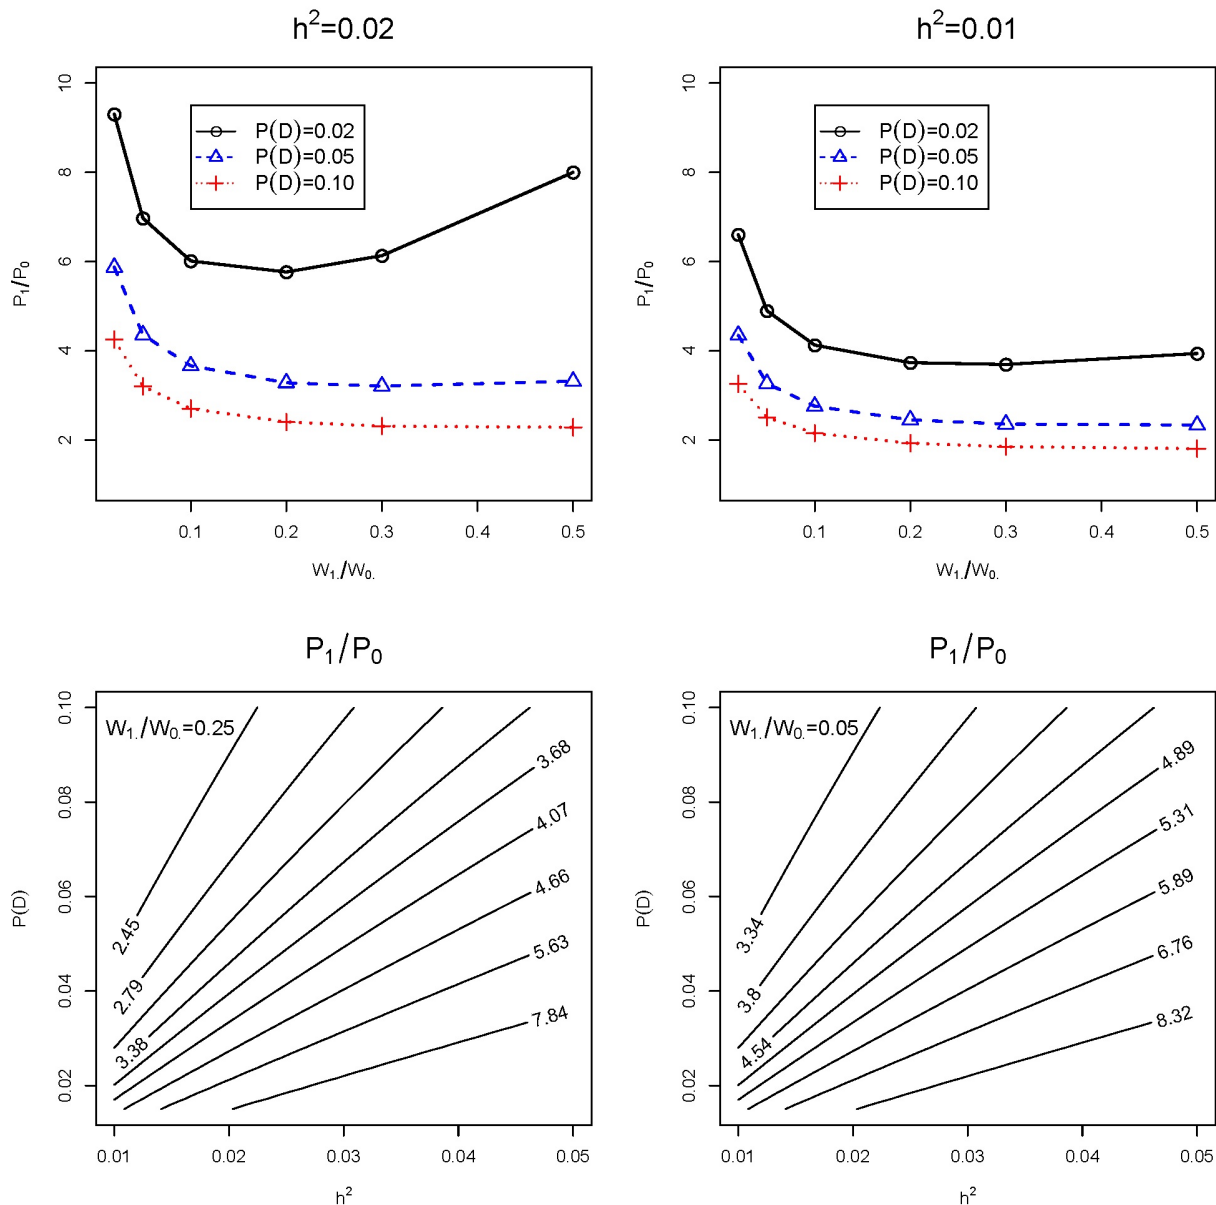 h²=0.02
P₁/P₀
10
8
6
4
2
P(D)=0.02
P(D)=0.05
P(D)=0.10
0.1 0.2 0.3 0.4 0.5
W₁./W₀.
h²=0.01
P₁/P₀
10
8
6
4
2
P(D)=0.02
P(D)=0.05
P(D)=0.10
0.1 0.2 0.3 0.4 0.5
W₁./W₀.
P₁/P₀
P(D)
0.10
0.08
0.06
0.04
0.02
W₁./W₀.=0.25
2.45
2.79
3.38
3.68
4.07
4.66
5.63
7.84
0.01 0.02 0.03 0.04 0.05
h²
P₁/P₀
P(D)
0.10
0.08
0.06
0.04
0.02
W₁./W₀.=0.05
3.34
3.8
4.54
4.89
5.31
5.89
6.76
8.32
0.01 0.02 0.03 0.04 0.05
h²